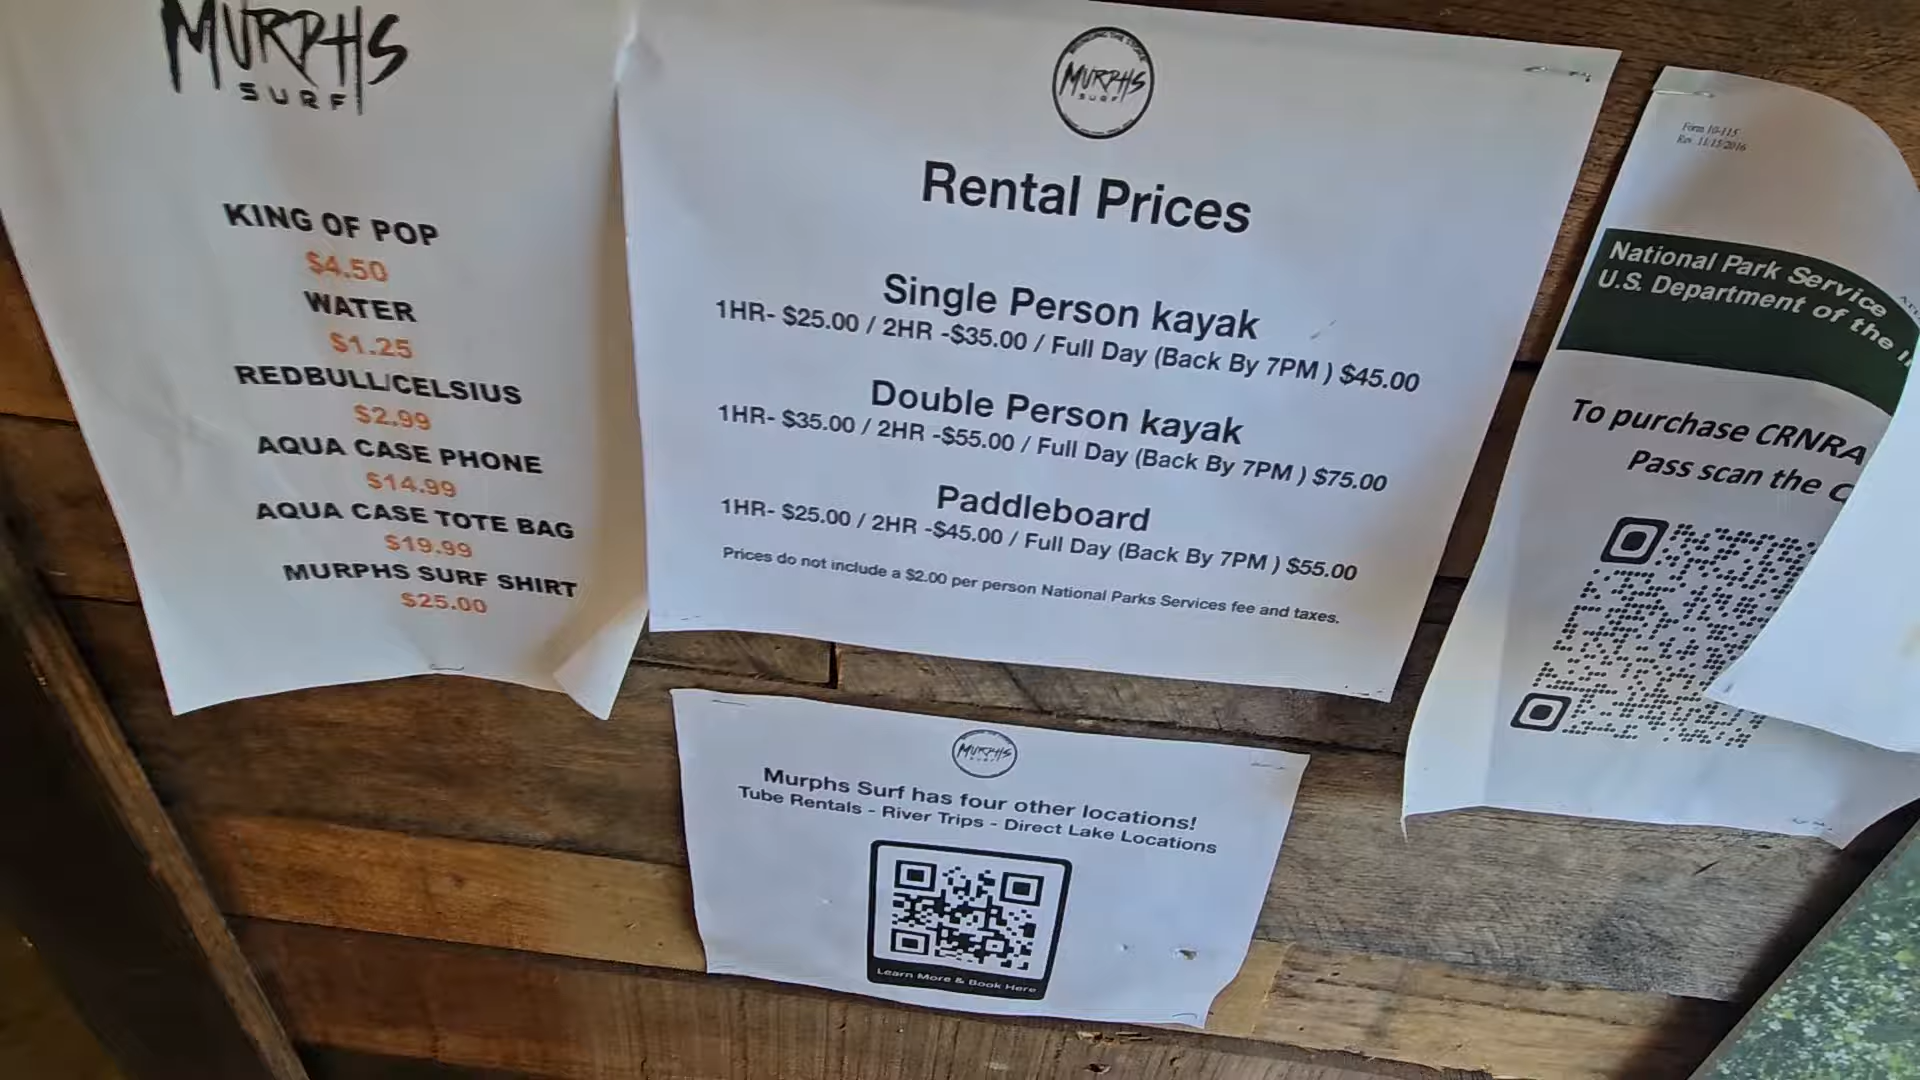 MURPHS
SURF
KING OF POP
$4.50
WATER
$1.25
REDBULL/CELSIUS
$2.99
AQUA CASE PHONE
$14.99
AQUA CASE TOTE BAG
$19.99
MURPHS SURF SHIRT
$25.00
MURPHS
SURF
Rental Prices
Single Person kayak
1HR- $25.00 / 2HR -$35.00 / Full Day (Back By 7PM ) $45.00
Double Person kayak
1HR- $35.00 / 2HR -$55.00 / Full Day (Back By 7PM ) $75.00
Paddleboard
1HR- $25.00 / 2HR -$45.00 / Full Day (Back By 7PM ) $55.00
Prices do not include a $2.00 per person National Parks Services fee and taxes.
MURPHS
SURF
Murphs Surf has four other locations!
Tube Rentals - River Trips - Direct Lake Locations
Learn More & Book Here
Form 10-115
Rev. 11/15/2016
National Park Service
U.S. Department of the
To purchase CRNRA
Pass scan the